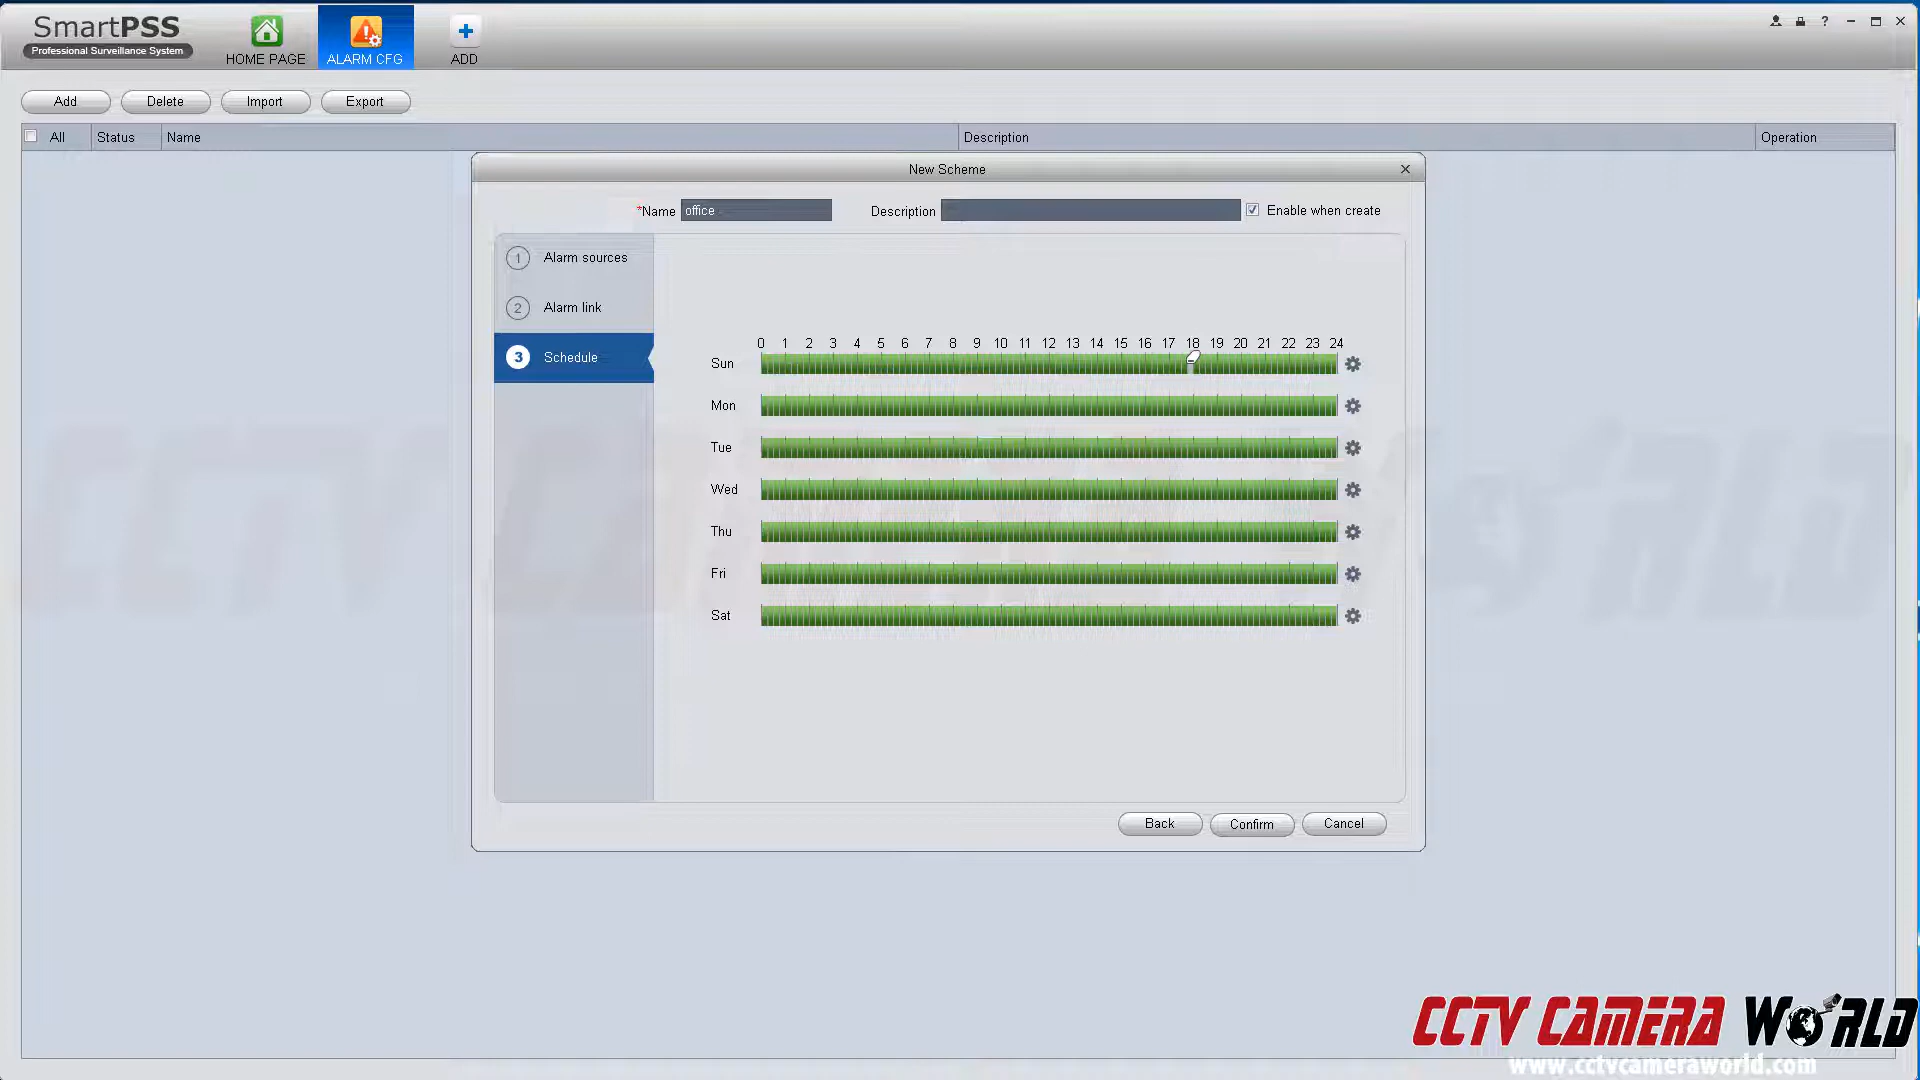 SmartPSS
Professional Surveillance System
HOME PAGE
ALARM CFG
ADD
Add Delete Import Export
All Status Name Description Operation
New Scheme
*Name office Description Enable when create
1 Alarm sources
2 Alarm link
3 Schedule
0 1 2 3 4 5 6 7 8 9 10 11 12 13 14 15 16 17 18 19 20 21 22 23 24
Sun
Mon
Tue
Wed
Thu
Fri
Sat
Back Confirm Cancel
CCTV CAMERA WORLD
CCTV CAMERA WORLD
www.cctvcameraworld.com